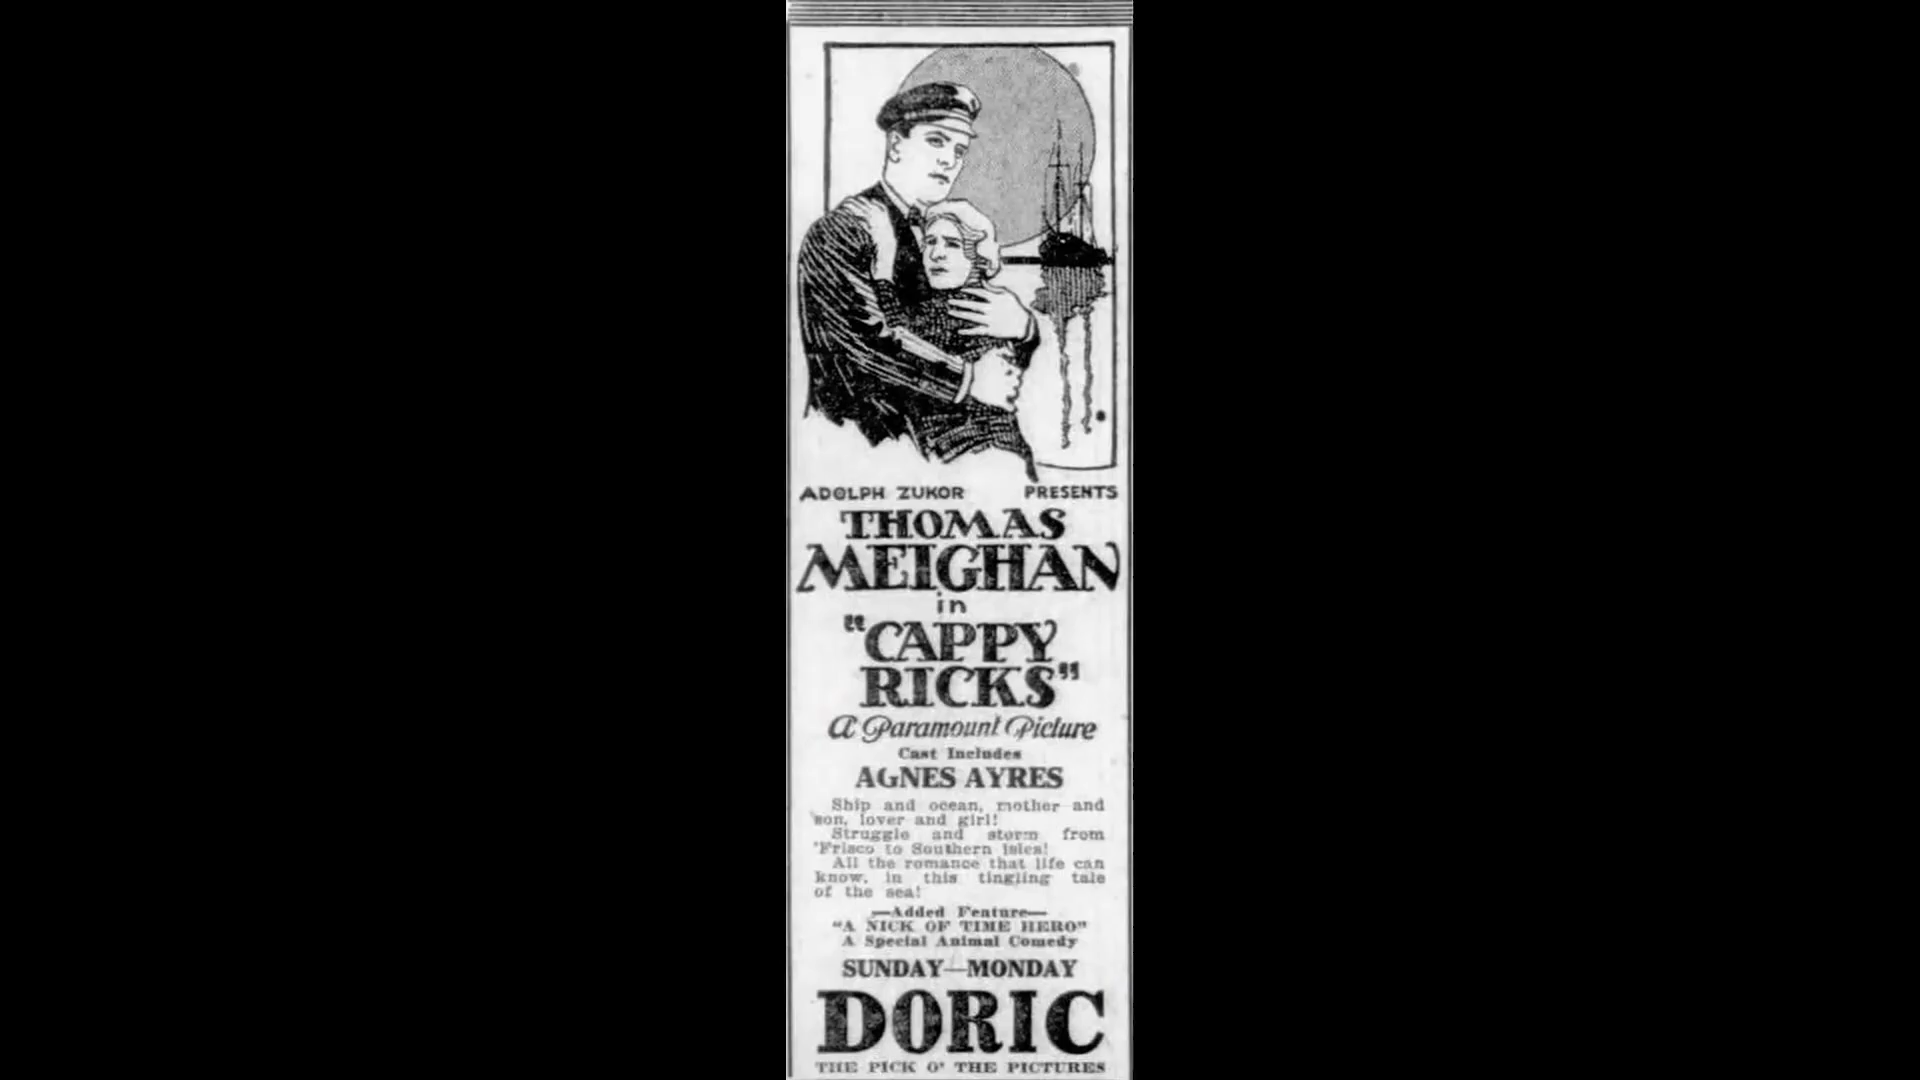 ADOLPH ZUKOR PRESENTS
THOMAS
MEIGHAN
in
"CAPPY
RICKS"
A Paramount Picture
Cast Includes
AGNES AYRES
Ship and ocean, mother and
son, lover and girl!
Struggle and storm from
'Frisco to Southern Isles!
All the romance that life can
know, in this tingling tale
of the sea!
—Added Feature—
"A NICK OF TIME HERO"
A Special Animal Comedy
SUNDAY—MONDAY
DORIC
THE PICK O' THE PICTURES